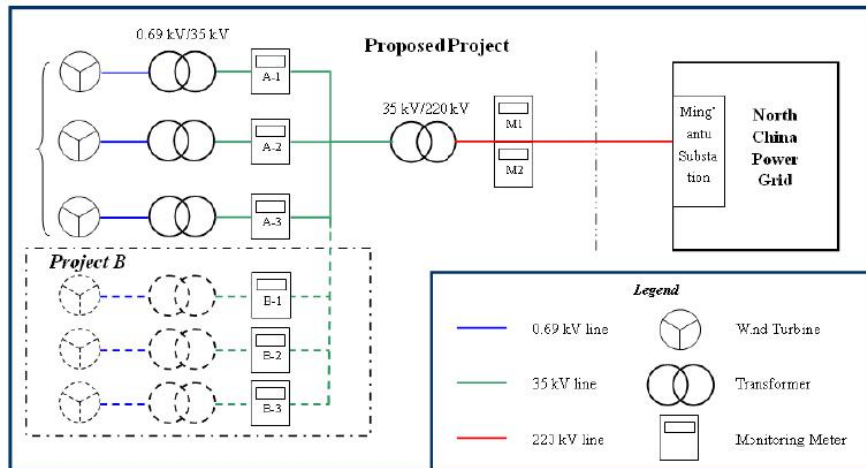 0.69 kV/35 kV
Proposed Project
A-1
35 kV/220 kV
A-2
M1
M2
A-3
Ming'
antu
Substa
tion
North
China
Power
Grid
Project B
B-1
B-2
B-3
Legend
0.69 kV line
Wind Turbine
35 kV line
Transformer
220 kV line
Monitoring Meter